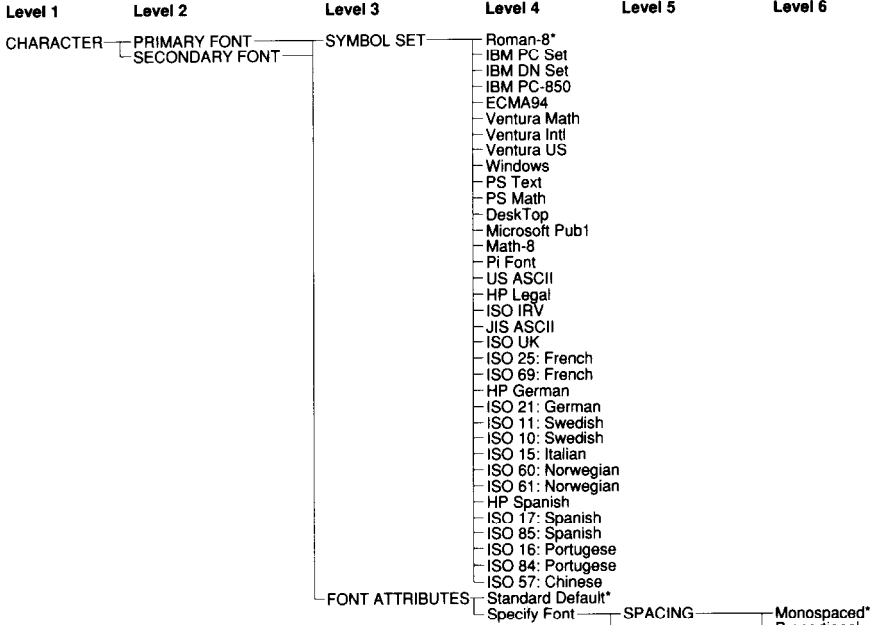 Level 1 Level 2 Level 3 Level 4 Level 5 Level 6
CHARACTER PRIMARY FONT SYMBOL SET Roman-8*
SECONDARY FONT IBM PC Set
IBM DN Set
IBM PC-850
ECMA94
Ventura Math
Ventura Intl
Ventura US
Windows
PS Text
PS Math
DeskTop
Microsoft Pub1
Math-8
Pi Font
US ASCII
HP Legal
ISO IRV
JIS ASCII
ISO UK
ISO 25: French
ISO 69: French
HP German
ISO 21: German
ISO 11: Swedish
ISO 10: Swedish
ISO 15: Italian
ISO 60: Norwegian
ISO 61: Norwegian
HP Spanish
ISO 17: Spanish
ISO 85: Spanish
ISO 16: Portugese
ISO 84: Portugese
ISO 57: Chinese
FONT ATTRIBUTES Standard Default*
Specify Font SPACING Monospaced*